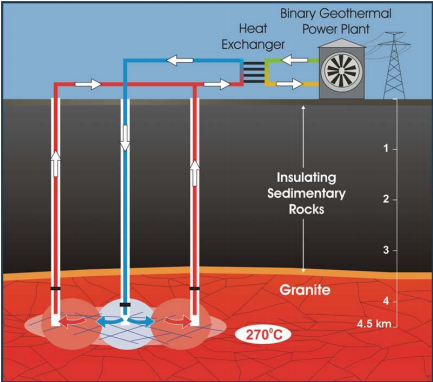 Binary Geothermal
Power Plant
Heat
Exchanger
1
Insulating
Sedimentary
Rocks
2
3
Granite
4
4.5 km
270°C